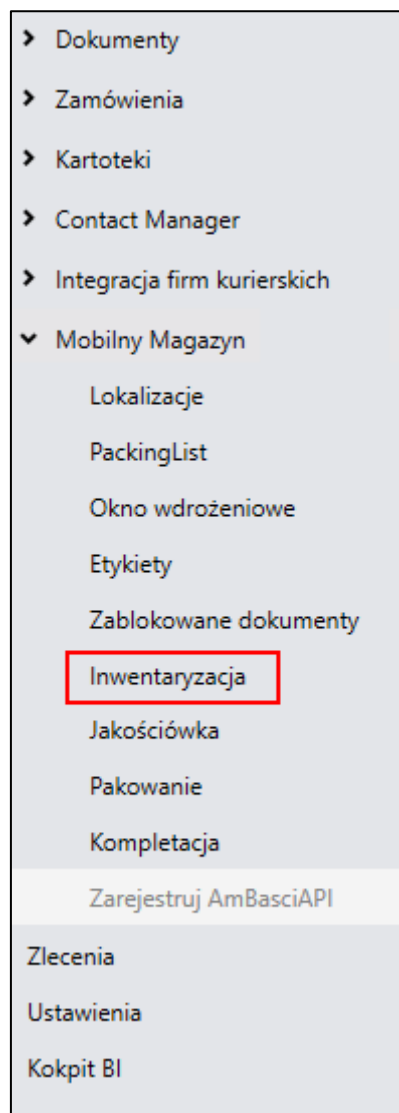 Dokumenty
Zamówienia
Kartoteki
Contact Manager
Integracja firm kurierskich
Mobilny Magazyn
Lokalizacje
PackingList
Okno wdrożeniowe
Etykiety
Zablokowane dokumenty
Inwentaryzacja
Jakościówka
Pakowanie
Kompletacja
Zarejestruj AmBasciAPI
Zlecenia
Ustawienia
Kokpit BI